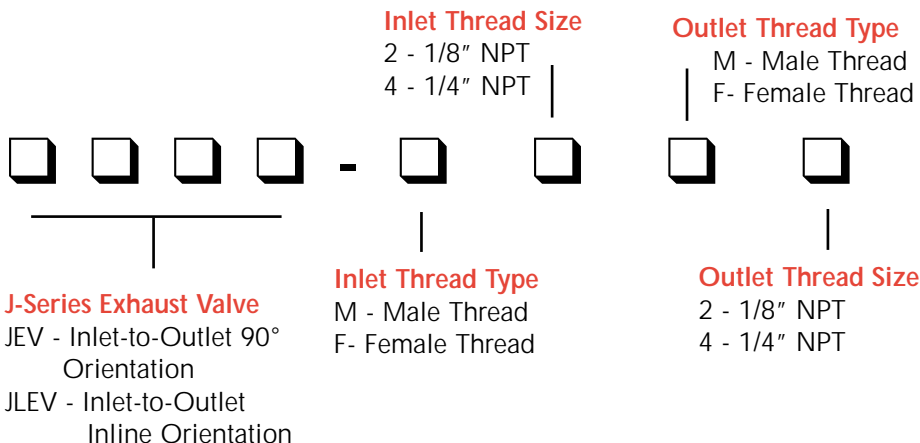 Inlet Thread Size
2 - 1/8" NPT
4 - 1/4" NPT
Outlet Thread Type
M - Male Thread
F- Female Thread
-
J-Series Exhaust Valve
JEV - Inlet-to-Outlet 90°
Orientation
JLEV - Inlet-to-Outlet
Inline Orientation
Inlet Thread Type
M - Male Thread
F- Female Thread
Outlet Thread Size
2 - 1/8" NPT
4 - 1/4" NPT